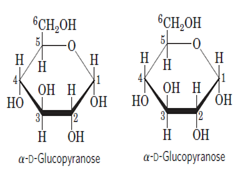 ⁶CH₂OH ⁶CH₂OH
5 O 5 O
H H H H H H
4 1 4 1
HO OH H OH HO OH H OH
3 2 3 2
H OH H OH
α-D-Glucopyranose α-D-Glucopyranose